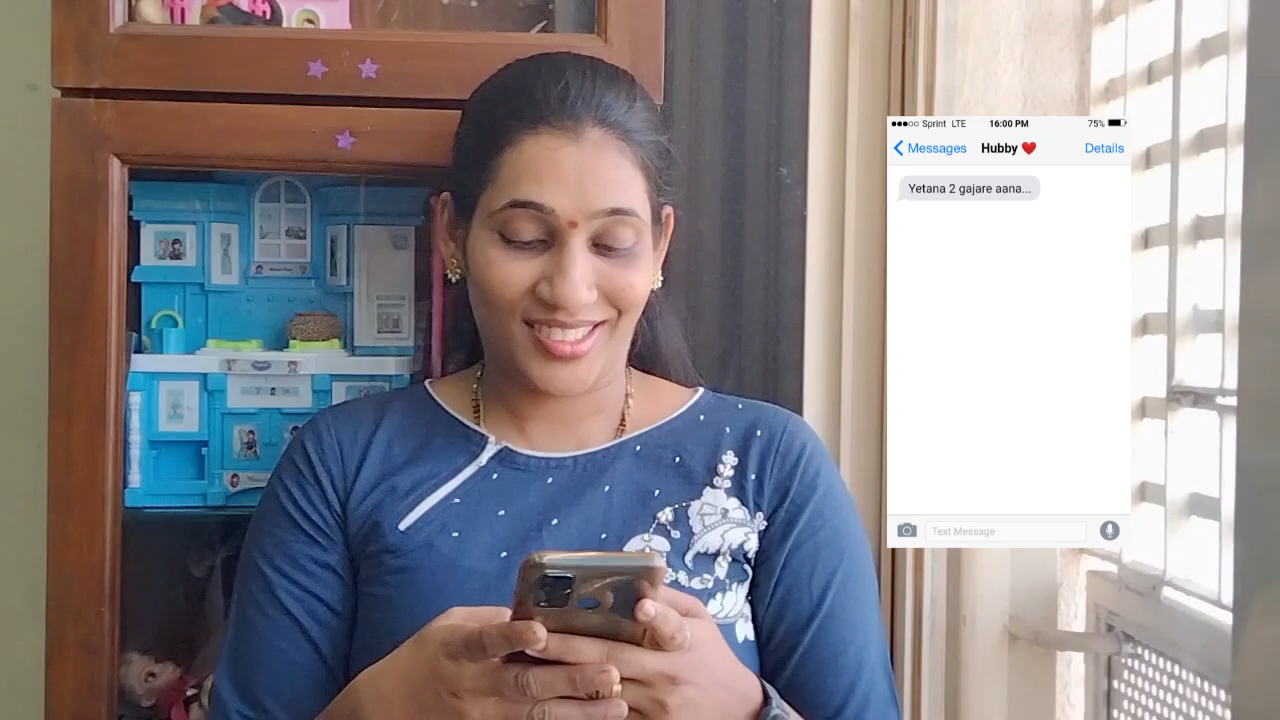 ●●●○○ Sprint LTE 16:00 PM 75%
Messages Hubby ❤️ Details
Yetana 2 gajare aana...
Text Message